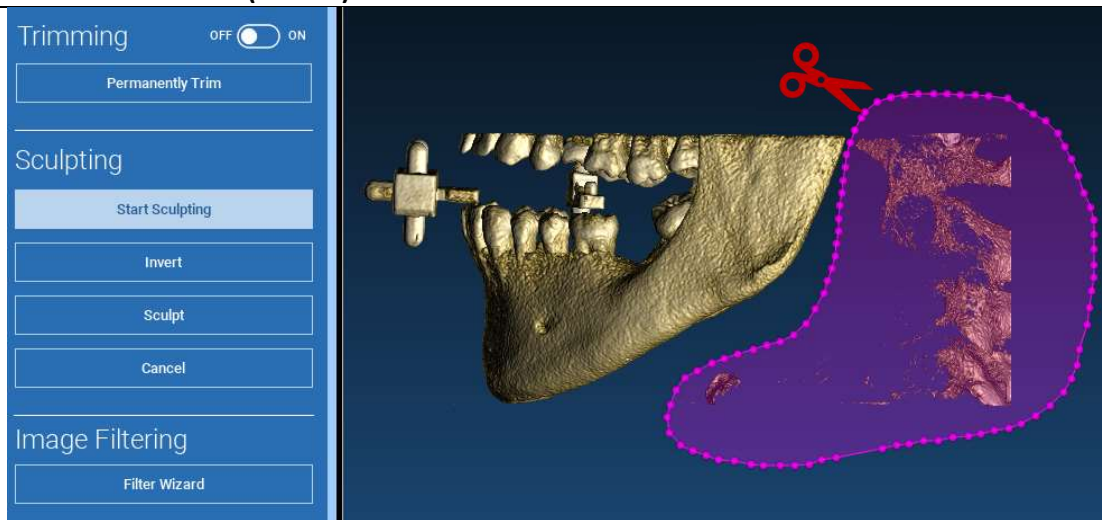 Trimming
OFF ON
Permanently Trim
Sculpting
Start Sculpting
Invert
Sculpt
Cancel
Image Filtering
Filter Wizard